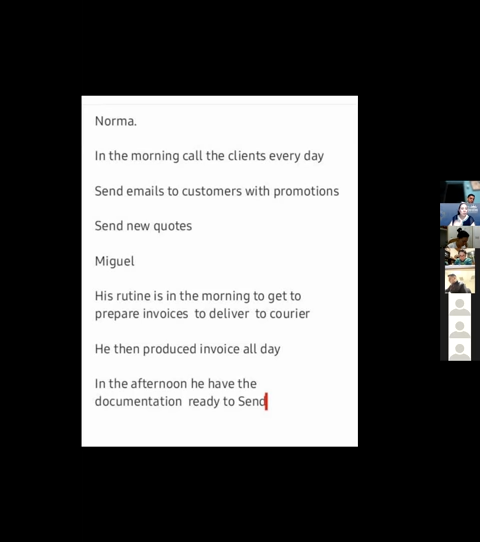 Norma.
In the morning call the clients every day
Send emails to customers with promotions
Send new quotes
Miguel
His rutine is in the morning to get to
prepare invoices to deliver to courier
He then produced invoice all day
In the afternoon he have the
documentation ready to Send